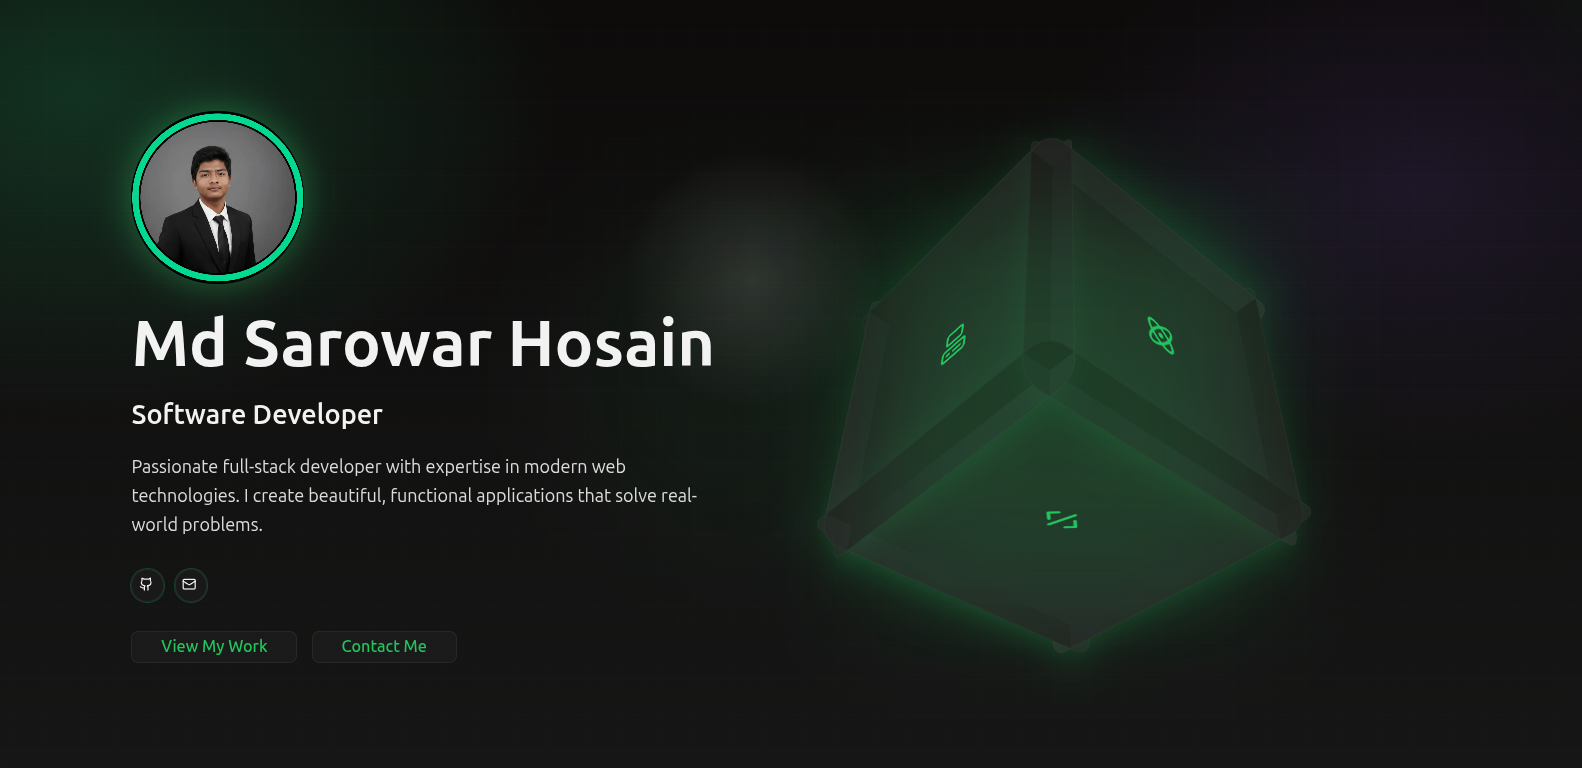 Md Sarowar Hosain
Software Developer
Passionate full-stack developer with expertise in modern web
technologies. I create beautiful, functional applications that solve real-
world problems.
View My Work
Contact Me